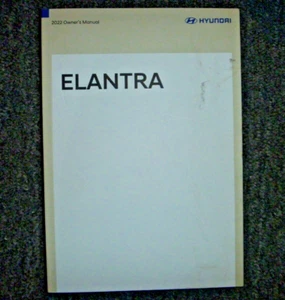 2022 Owner's Manual HYUNDAI
ELANTRA